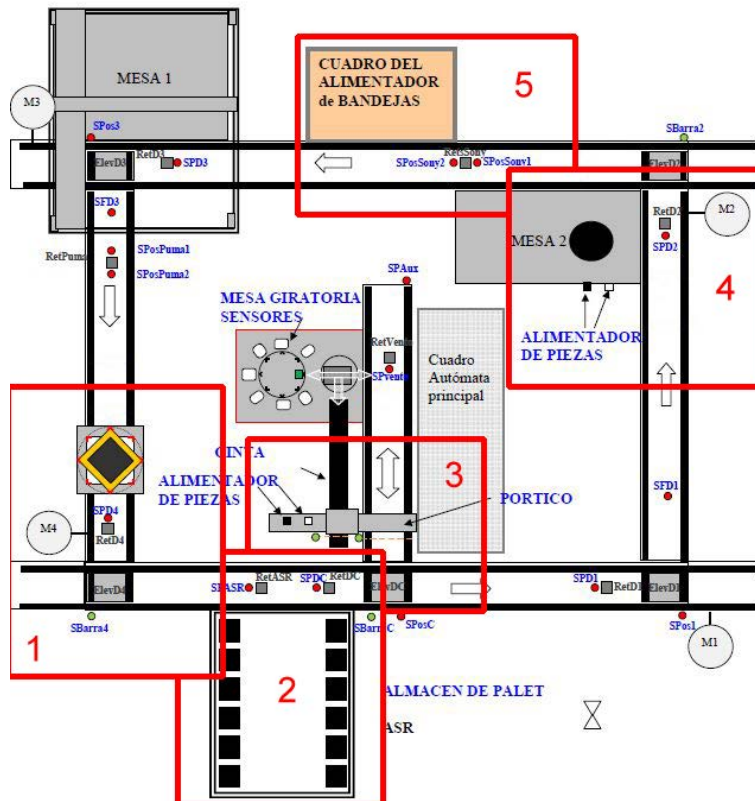 CUADRO DEL
ALIMENTADOR
de BANDEJAS
5
MESA 1
M3
SPos3
SBarra2
ElevD3
RetD3
SPD3
SPosSony2
RetSony
SPosSony1
ElevD2
SFD3
M2
RetD2
SPD2
MESA 2
RetPuma
SPosPuma1
SPosPuma2
SPAux
4
MESA GIRATORIA
SENSORES
ALIMENTADOR
DE PIEZAS
RetVent
SPvent
Cuadro
Autómata
principal
CINTA
3
ALIMENTADOR
DE PIEZAS
PORTICO
SFD1
SPD4
M4
RetD4
ElevD4
SPASR
RetASR
SPDC
RetDC
ElevDC
SPD1
RetD1
ElevD1
SBarra4
SPosC
SPos1
M1
1
2
ALMACEN DE PALET
ASR